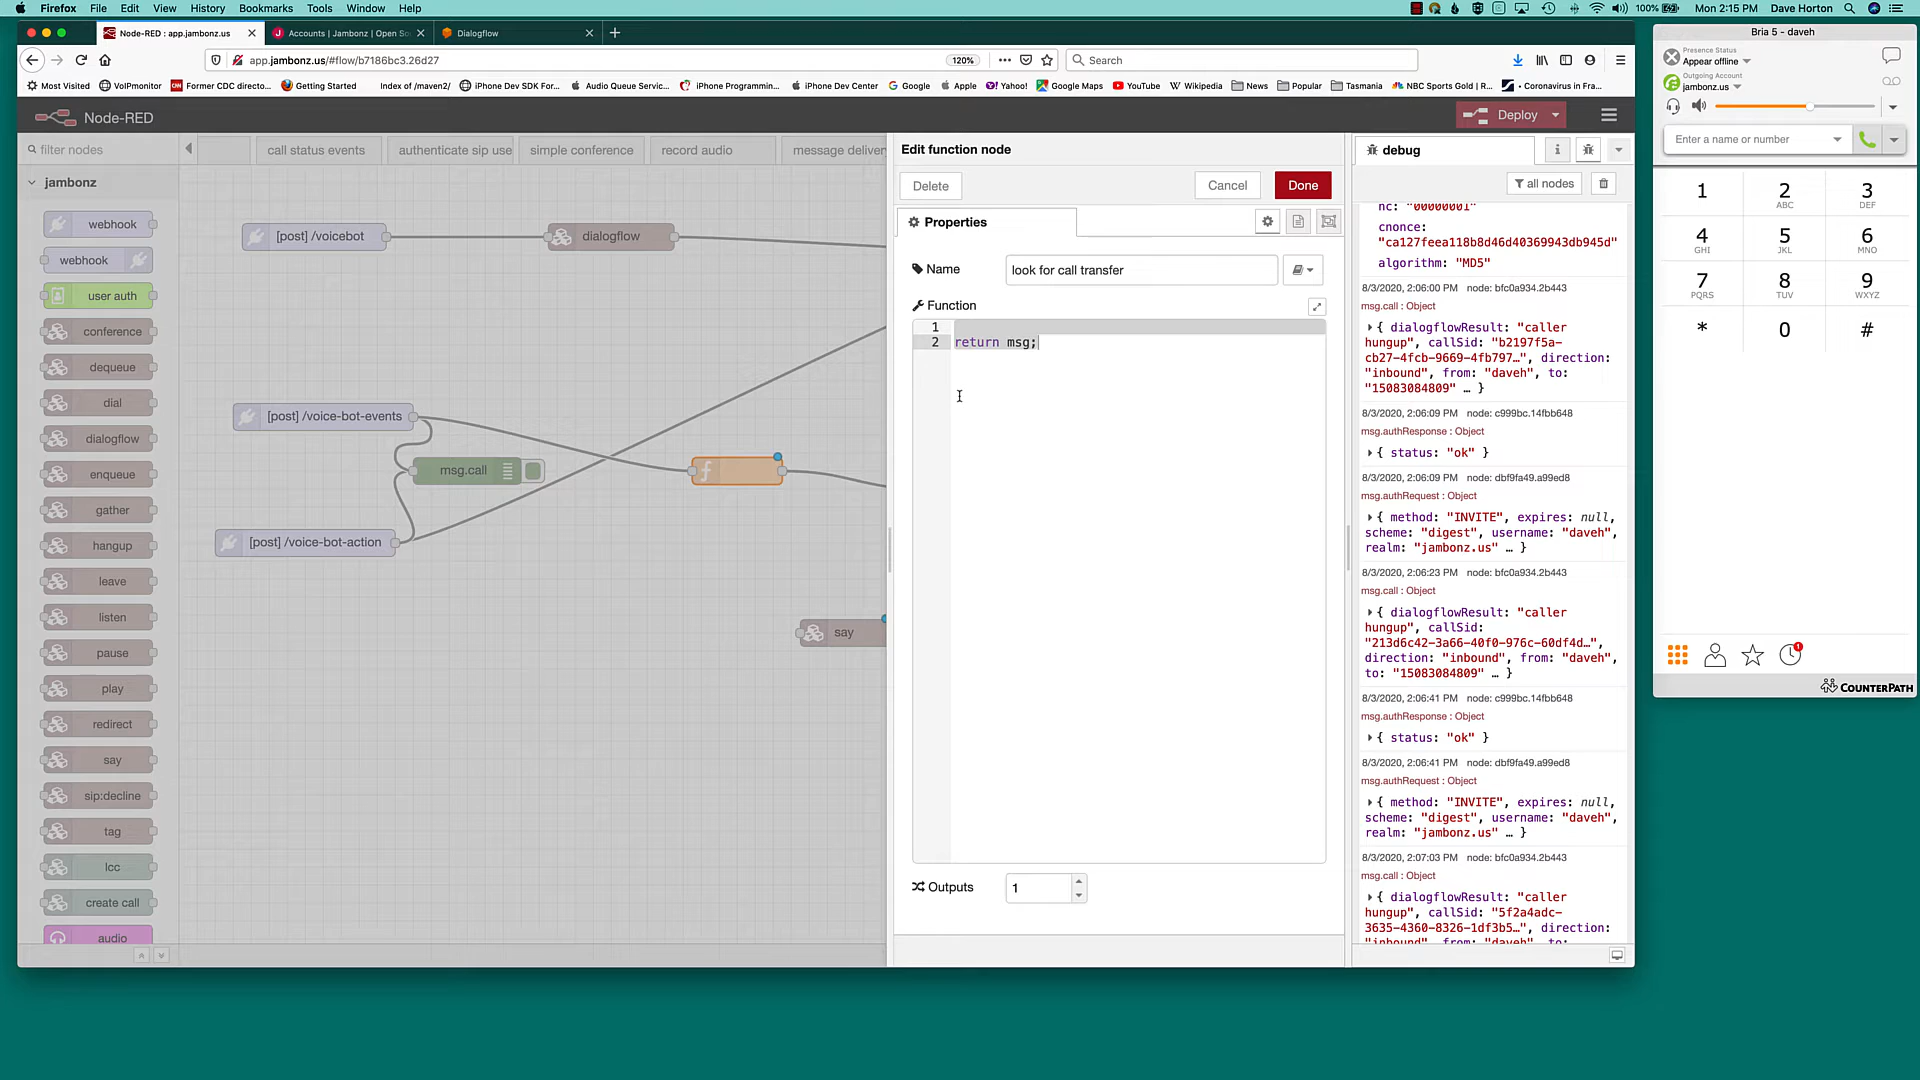 Firefox File Edit View History Bookmarks Tools Window Help
100% Mon 2:15 PM Dave Horton
Node-RED : app.jambonz.us
Accounts | Jambonz | Open So
Dialogflow
app.jambonz.us/#flow/b7186bc3.26d27
120%
Search
Most Visited VOIPmonitor Former CDC directo... Getting Started Index of /maven2/ iPhone Dev SDK For... Audio Queue Servic... iPhone Programmin... iPhone Dev Center Google Apple Yahoo! Google Maps YouTube Wikipedia News Popular Tasmania NBC Sports Gold | R... • Coronavirus in Fra...
Node-RED
Deploy
filter nodes
call status events
authenticate sip use
simple conference
record audio
message delivery
jambonz
webhook
webhook
user auth
conference
dequeue
dial
dialogflow
enqueue
gather
hangup
leave
listen
pause
play
redirect
say
sip:decline
tag
lcc
create call
audio
[post] /voicebot
dialogflow
[post] /voice-bot-events
msg.call
f
[post] /voice-bot-action
say
Edit function node
Delete
Cancel
Done
Properties
Name
look for call transfer
Function
1
2 return msg;
Outputs
1
debug
i
all nodes
nc: "00000001"
cnonce:
"ca127feea118b8d46d40369943db945d"
algorithm: "MD5"
8/3/2020, 2:06:00 PM node: bfc0a934.2b443
msg.call : Object
{ dialogflowResult: "caller
hungup", callSid: "b2197f5a-
cb27-4fcb-9669-4fb797…", direction:
"inbound", from: "daveh", to:
"15083084809" … }
8/3/2020, 2:06:09 PM node: c999bc.14fbb648
msg.authResponse : Object
{ status: "ok" }
8/3/2020, 2:06:09 PM node: dbf9fa49.a99ed8
msg.authRequest : Object
{ method: "INVITE", expires: null,
scheme: "digest", username: "daveh",
realm: "jambonz.us" … }
8/3/2020, 2:06:23 PM node: bfc0a934.2b443
msg.call : Object
{ dialogflowResult: "caller
hungup", callSid:
"213d6c42-3a66-40f0-976c-60df4d…",
direction: "inbound", from: "daveh",
to: "15083084809" … }
8/3/2020, 2:06:41 PM node: c999bc.14fbb648
msg.authResponse : Object
{ status: "ok" }
8/3/2020, 2:06:41 PM node: dbf9fa49.a99ed8
msg.authRequest : Object
{ method: "INVITE", expires: null,
scheme: "digest", username: "daveh",
realm: "jambonz.us" … }
8/3/2020, 2:07:03 PM node: bfc0a934.2b443
msg.call : Object
{ dialogflowResult: "caller
hungup", callSid: "5f2a4adc-
3635-4360-8326-1df3b5…", direction:
"inbound", from: "daveh", to:
Bria 5 - daveh
Presence Status
Appear offline
Outgoing Account
jambonz.us
Enter a name or number
1 2 3
ABC DEF
4 5 6
GHI JKL MNO
7 8 9
PQRS TUV WXYZ
* 0 #
1
COUNTERPATH